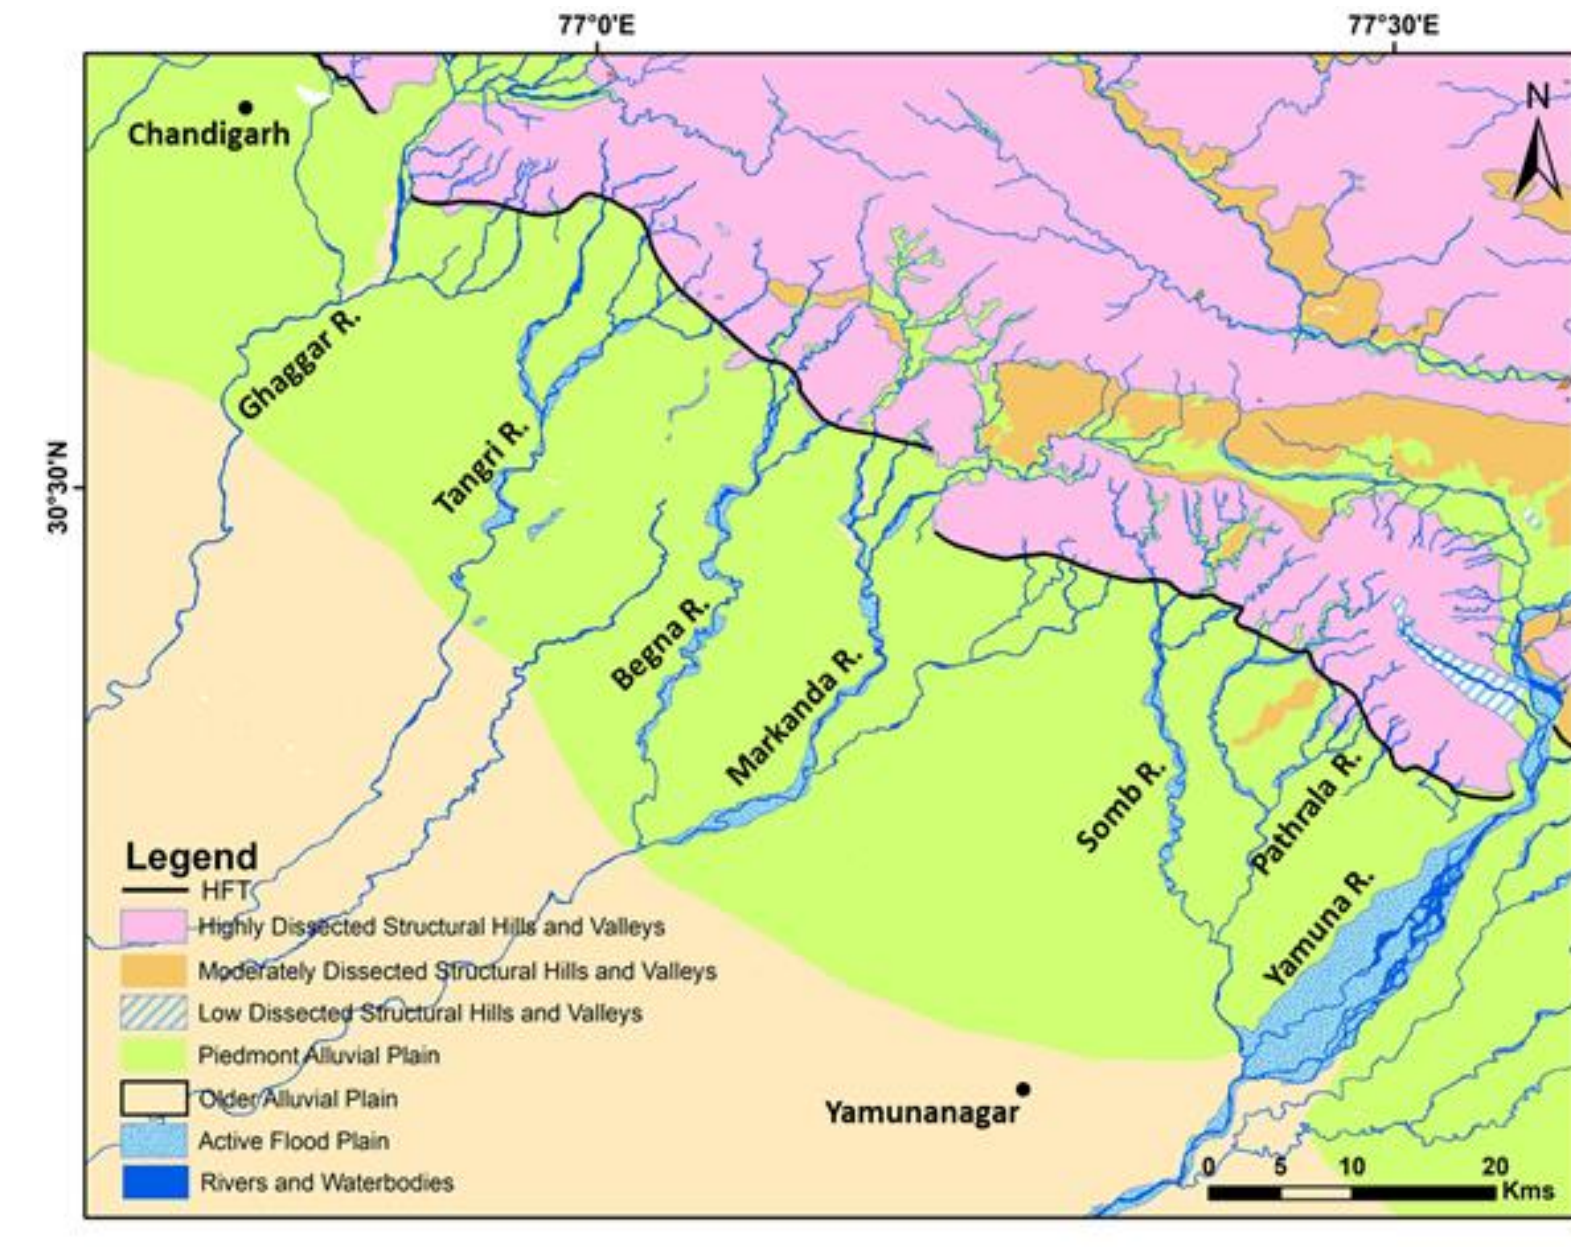 77°0'E
77°30'E
N
Chandigarh
30°30'N
Ghaggar R.
Tangri R.
Begna R.
Markanda R.
Somb R.
Pathrala R.
Yamuna R.
Legend
HFT
Highly Dissected Structural Hills and Valleys
Moderately Dissected Structural Hills and Valleys
Low Dissected Structural Hills and Valleys
Piedmont Alluvial Plain
Older Alluvial Plain
Active Flood Plain
Rivers and Waterbodies
Yamunanagar
0 5 10 20
Kms